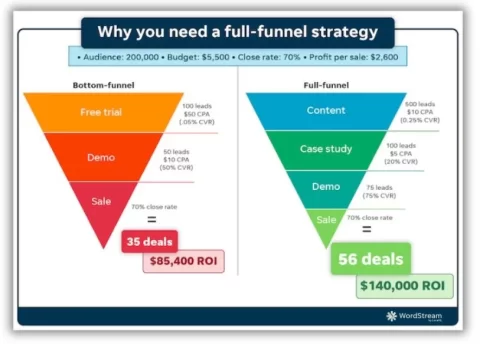 Why you need a full-funnel strategy
• Audience: 200,000 • Budget: $5,500 • Close rate: 70% • Profit per sale: $2,600
Bottom-funnel
Free trial
100 leads
$50 CPA
(.05% CVR)
Demo
50 leads
$10 CPA
(50% CVR)
Sale
70% close rate
=
35 deals
$85,400 ROI
Full-funnel
Content
500 leads
$10 CPA
(0.25% CVR)
Case study
100 leads
$5 CPA
(20% CVR)
Demo
75 leads
(75% CVR)
Sale
70% close rate
=
56 deals
$140,000 ROI
WordStream